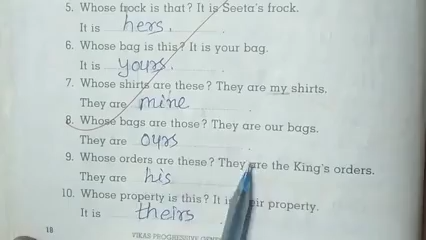 5. Whose frock is that? It is Seeta's frock.
It is hers.
6. Whose bag is this? It is your bag.
It is yours.
7. Whose shirts are these? They are my shirts.
They are mine
8. Whose bags are those? They are our bags.
They are ours
9. Whose orders are these? They are the King's orders.
They are his
10. Whose property is this? It property.
It is theirs
18
VIKAS PROGRESSIVE